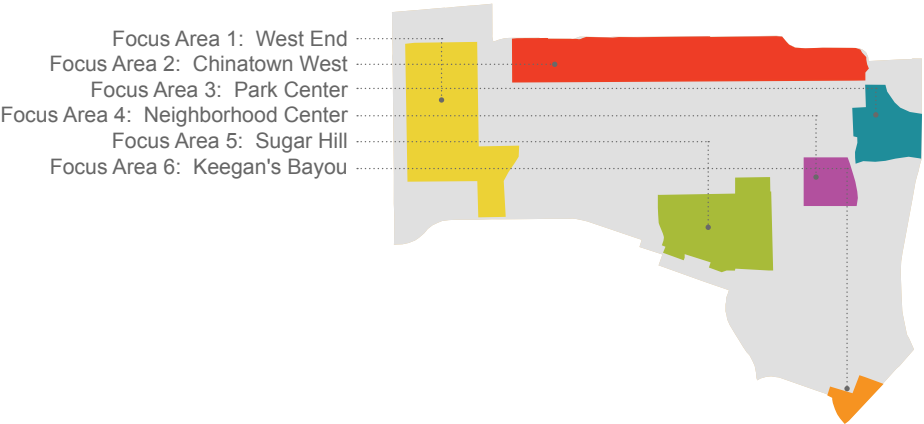 Focus Area 1: West End
Focus Area 2: Chinatown West
Focus Area 3: Park Center
Focus Area 4: Neighborhood Center
Focus Area 5: Sugar Hill
Focus Area 6: Keegan's Bayou